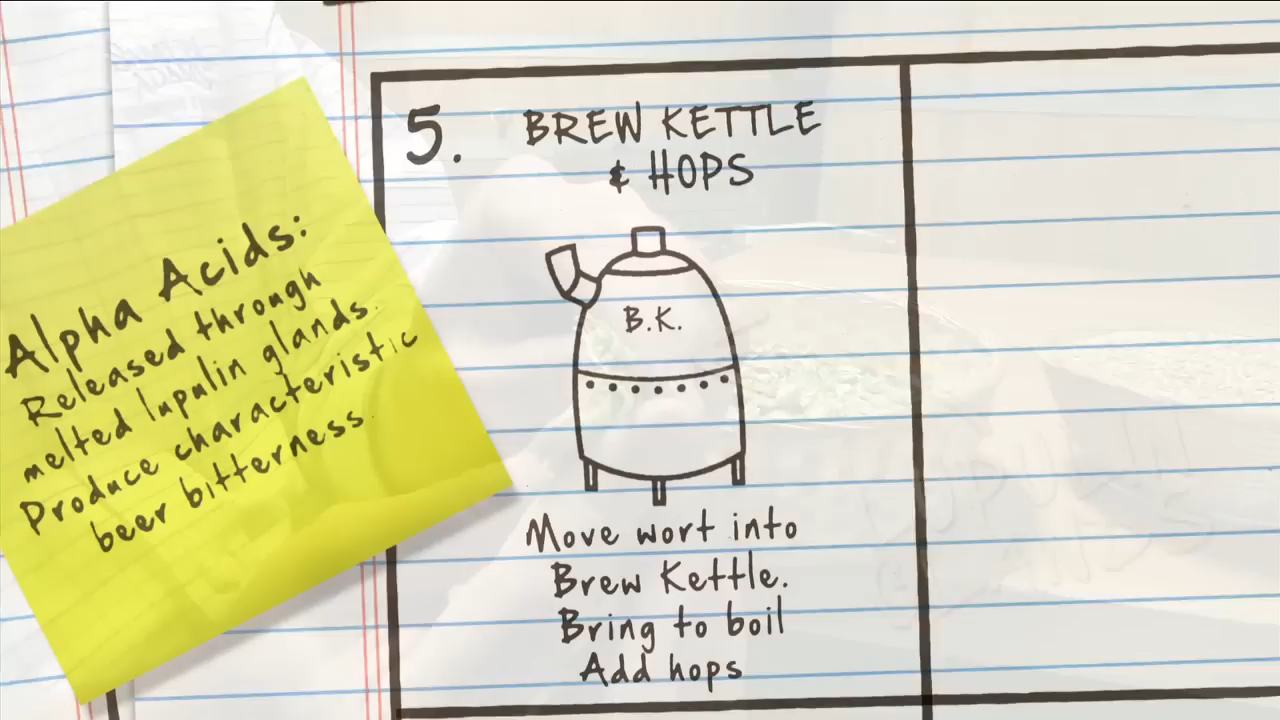 Alpha Acids:
Released through
melted lupulin glands.
Produce characteristic
beer bitterness.
5.
BREW KETTLE
& HOPS
B.K.
Move wort into
Brew Kettle.
Bring to boil
Add hops